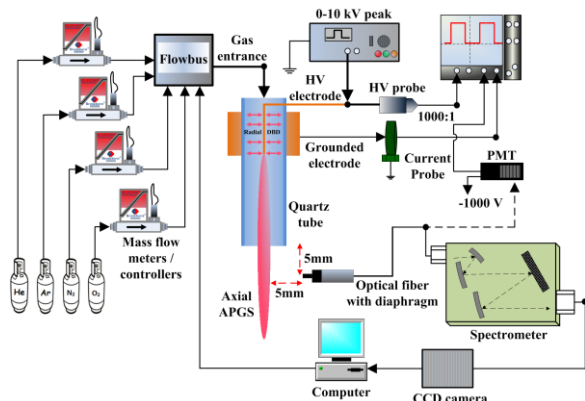 0-10 kV peak
Flowbus
Gas
entrance
HV
electrode
HV probe
1000:1
Radial DBD
Grounded
electrode
Current
Probe
PMT
-1000 V
Quartz
tube
Mass flow
meters /
controllers
5mm
5mm
Optical fiber
with diaphragm
He
Ar
N₂
O₂
Axial
APGS
Spectrometer
Computer
CCD camera